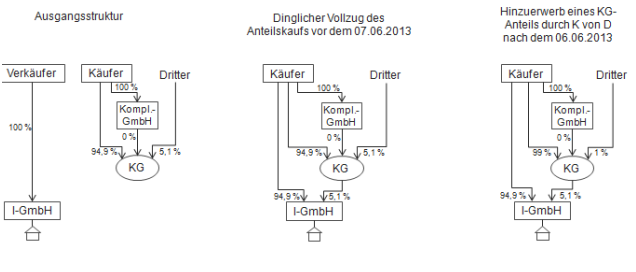 Ausgangsstruktur
Verkäufer
Käufer
Dritter
100 %
Kompl.-
GmbH
0 %
94,9 %
5,1 %
KG
100 %
I-GmbH
Dinglicher Vollzug des
Anteilskaufs vor dem 07.06.2013
Käufer
Dritter
100 %
Kompl.-
GmbH
0 %
94,9 %
5,1 %
KG
94,9 %
5,1 %
I-GmbH
Hinzuerwerb eines KG-
Anteils durch K von D
nach dem 06.06.2013
Käufer
Dritter
100 %
Kompl.-
GmbH
0 %
99 %
1 %
KG
94,9 %
5,1 %
I-GmbH